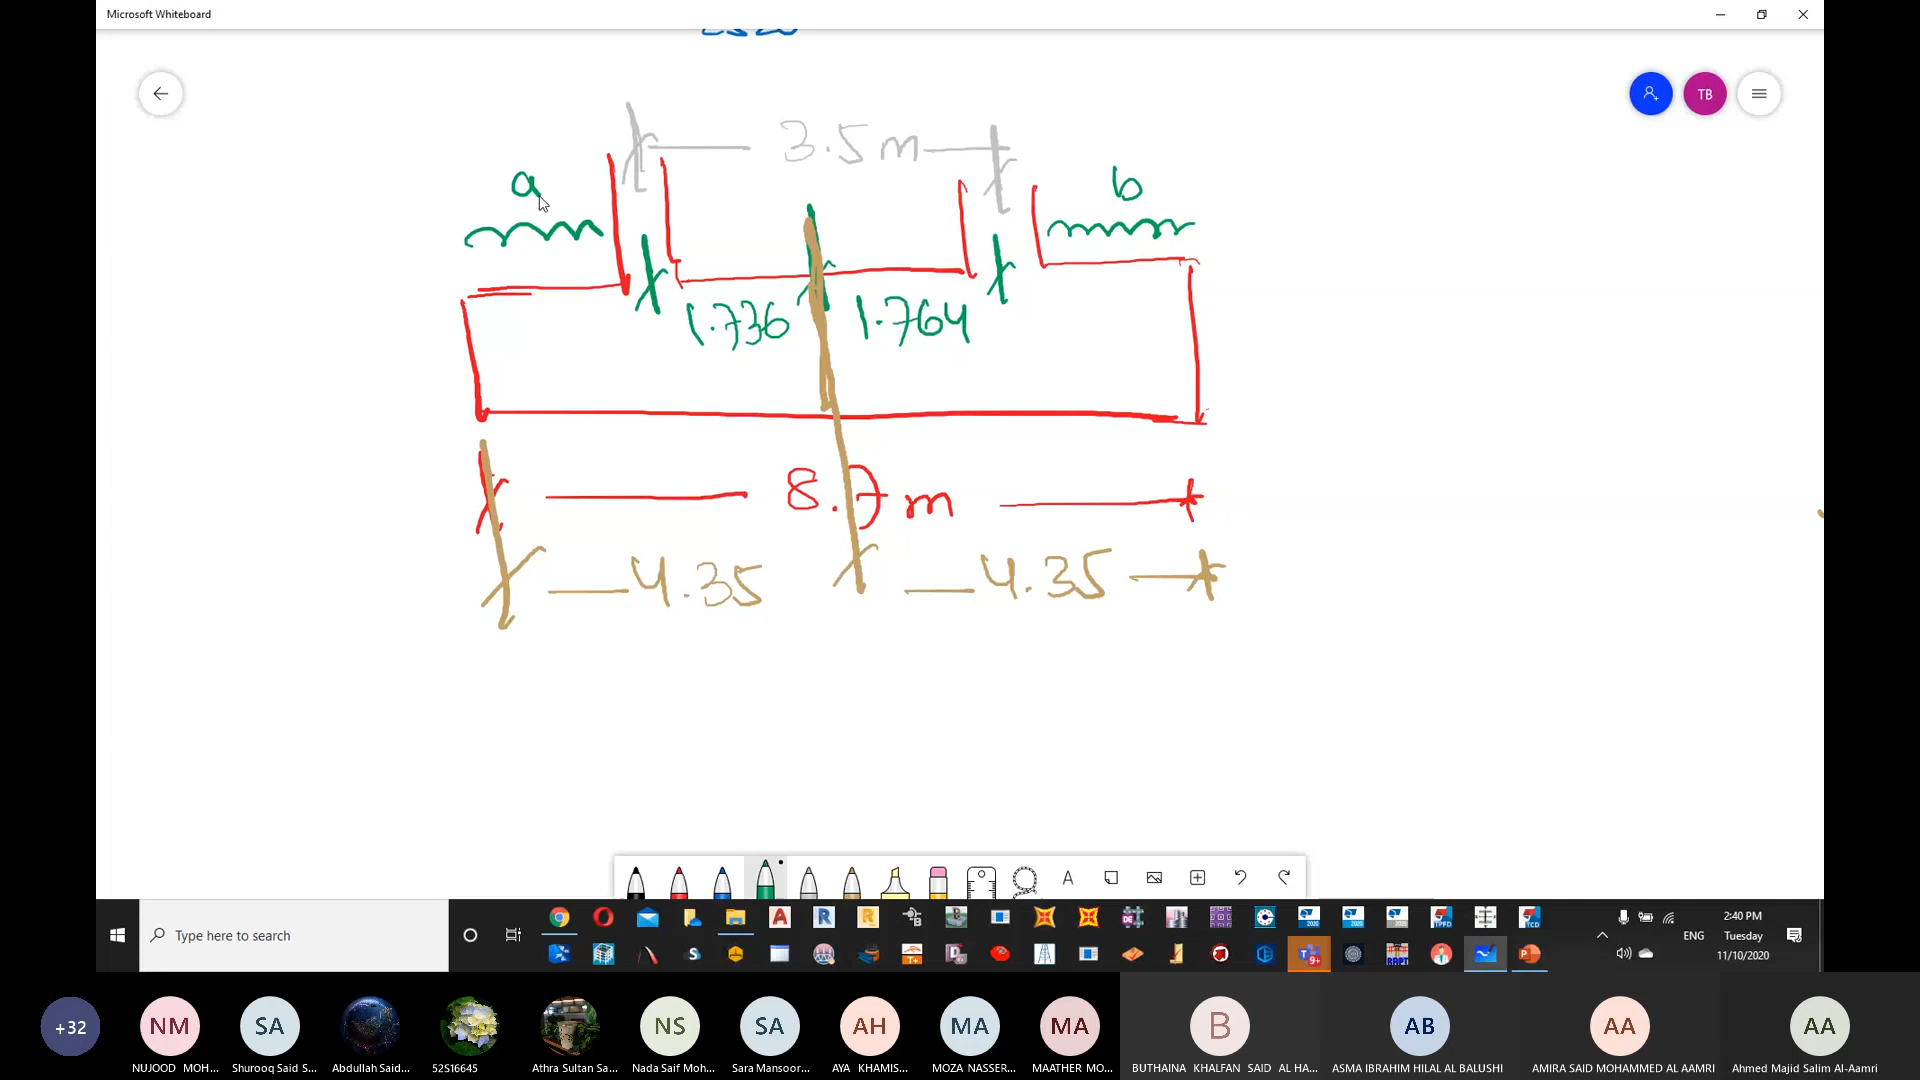 Microsoft Whiteboard
TB
3.5m
a
b
1.736
1.764
8.7m
4.35
4.35
A
Type here to search
ENG
2:40 PM
Tuesday
11/10/2020
+32
NM
SA
NS
SA
AH
MA
MA
B
AB
AA
AA
NUJOOD MOH...
Shurooq Said S...
Abdullah Said...
52S16645
Athra Sultan Sa...
Nada Saif Moh...
Sara Mansoor...
AYA KHAMIS...
MOZA NASSER...
MAATHER MO...
BUTHAINA KHALFAN SAID AL HA...
ASMA IBRAHIM HILAL AL BALUSHI
AMIRA SAID MOHAMMED AL AAMRI
Ahmed Majid Salim Al-Aamri